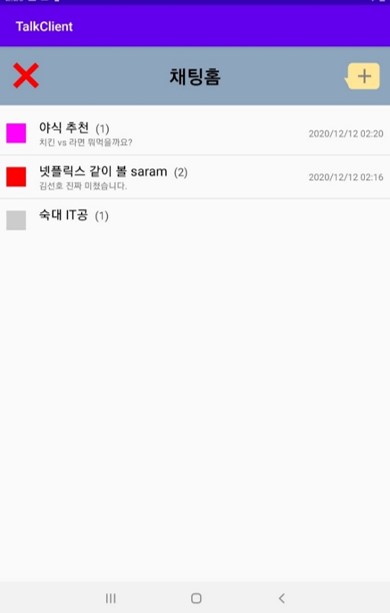 TalkClient
채팅홈
야식 추천 (1)
치킨 vs 라면 뭐먹을까요?
2020/12/12 02:20
넷플릭스 같이 볼 saram (2)
김선호 진짜 미쳤습니다.
2020/12/12 02:16
숙대 IT공 (1)